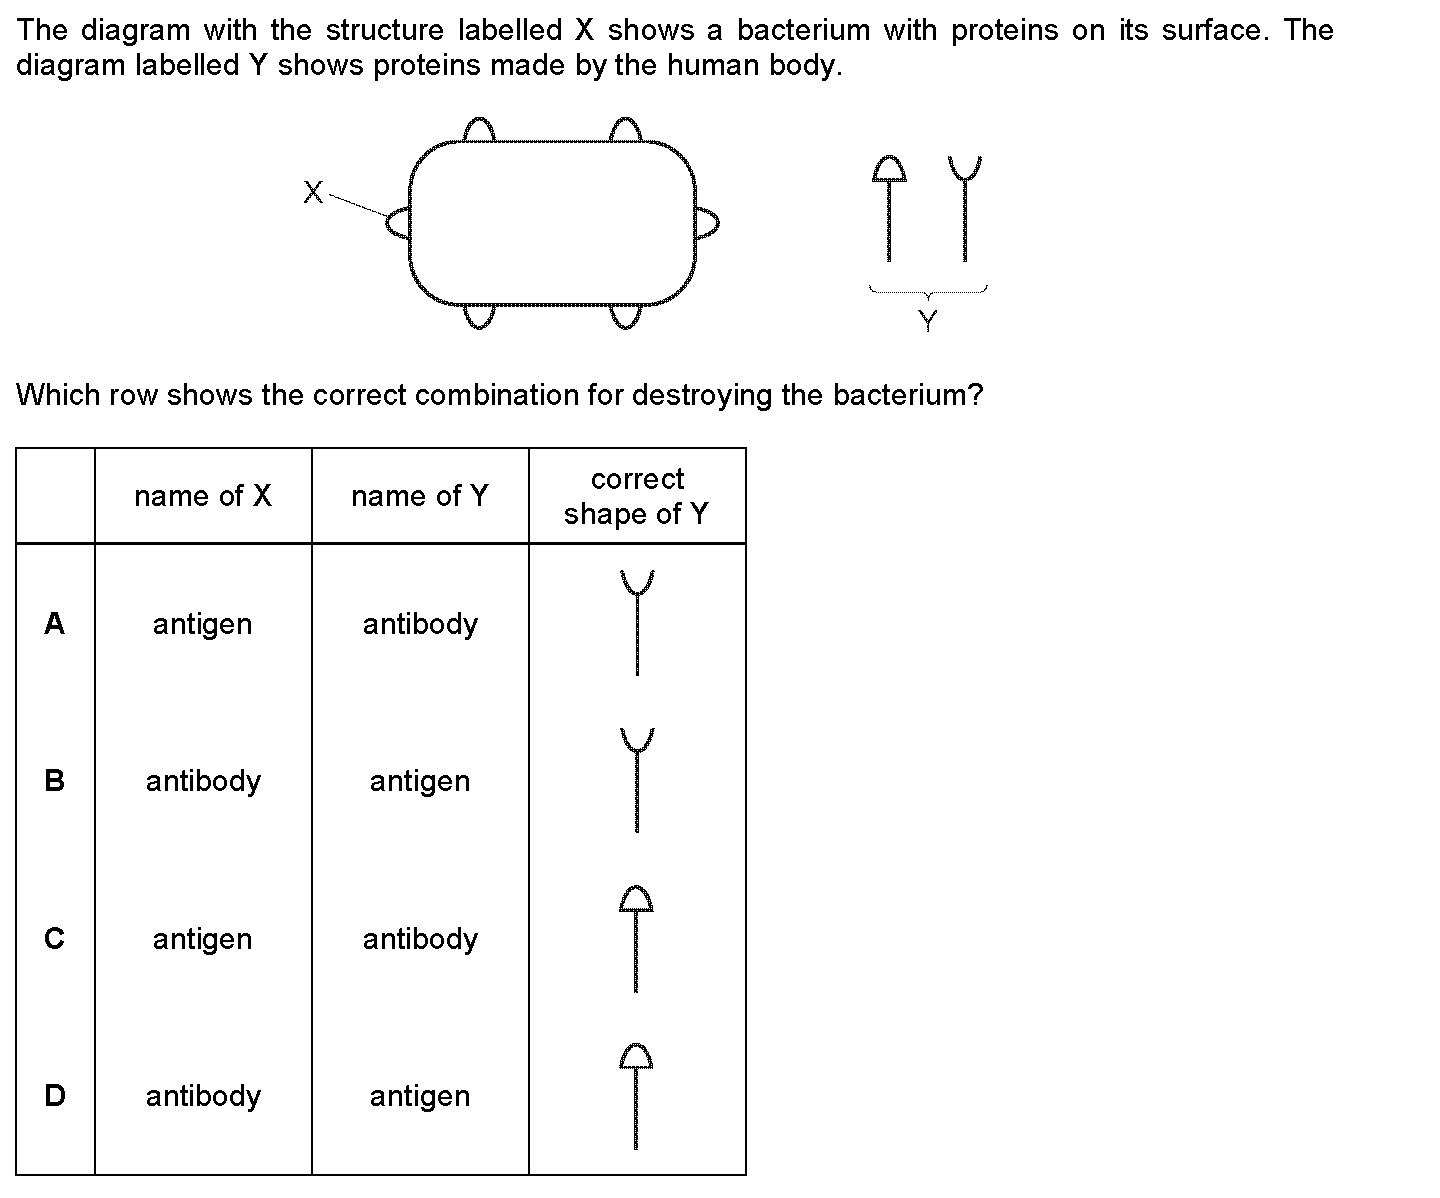 The diagram with the structure labelled X shows a bacterium with proteins on its surface. The
diagram labelled Y shows proteins made by the human body.
X
Y
Which row shows the correct combination for destroying the bacterium?
name of X name of Y correct shape of Y
A antigen antibody
B antibody antigen
C antigen antibody
D antibody antigen